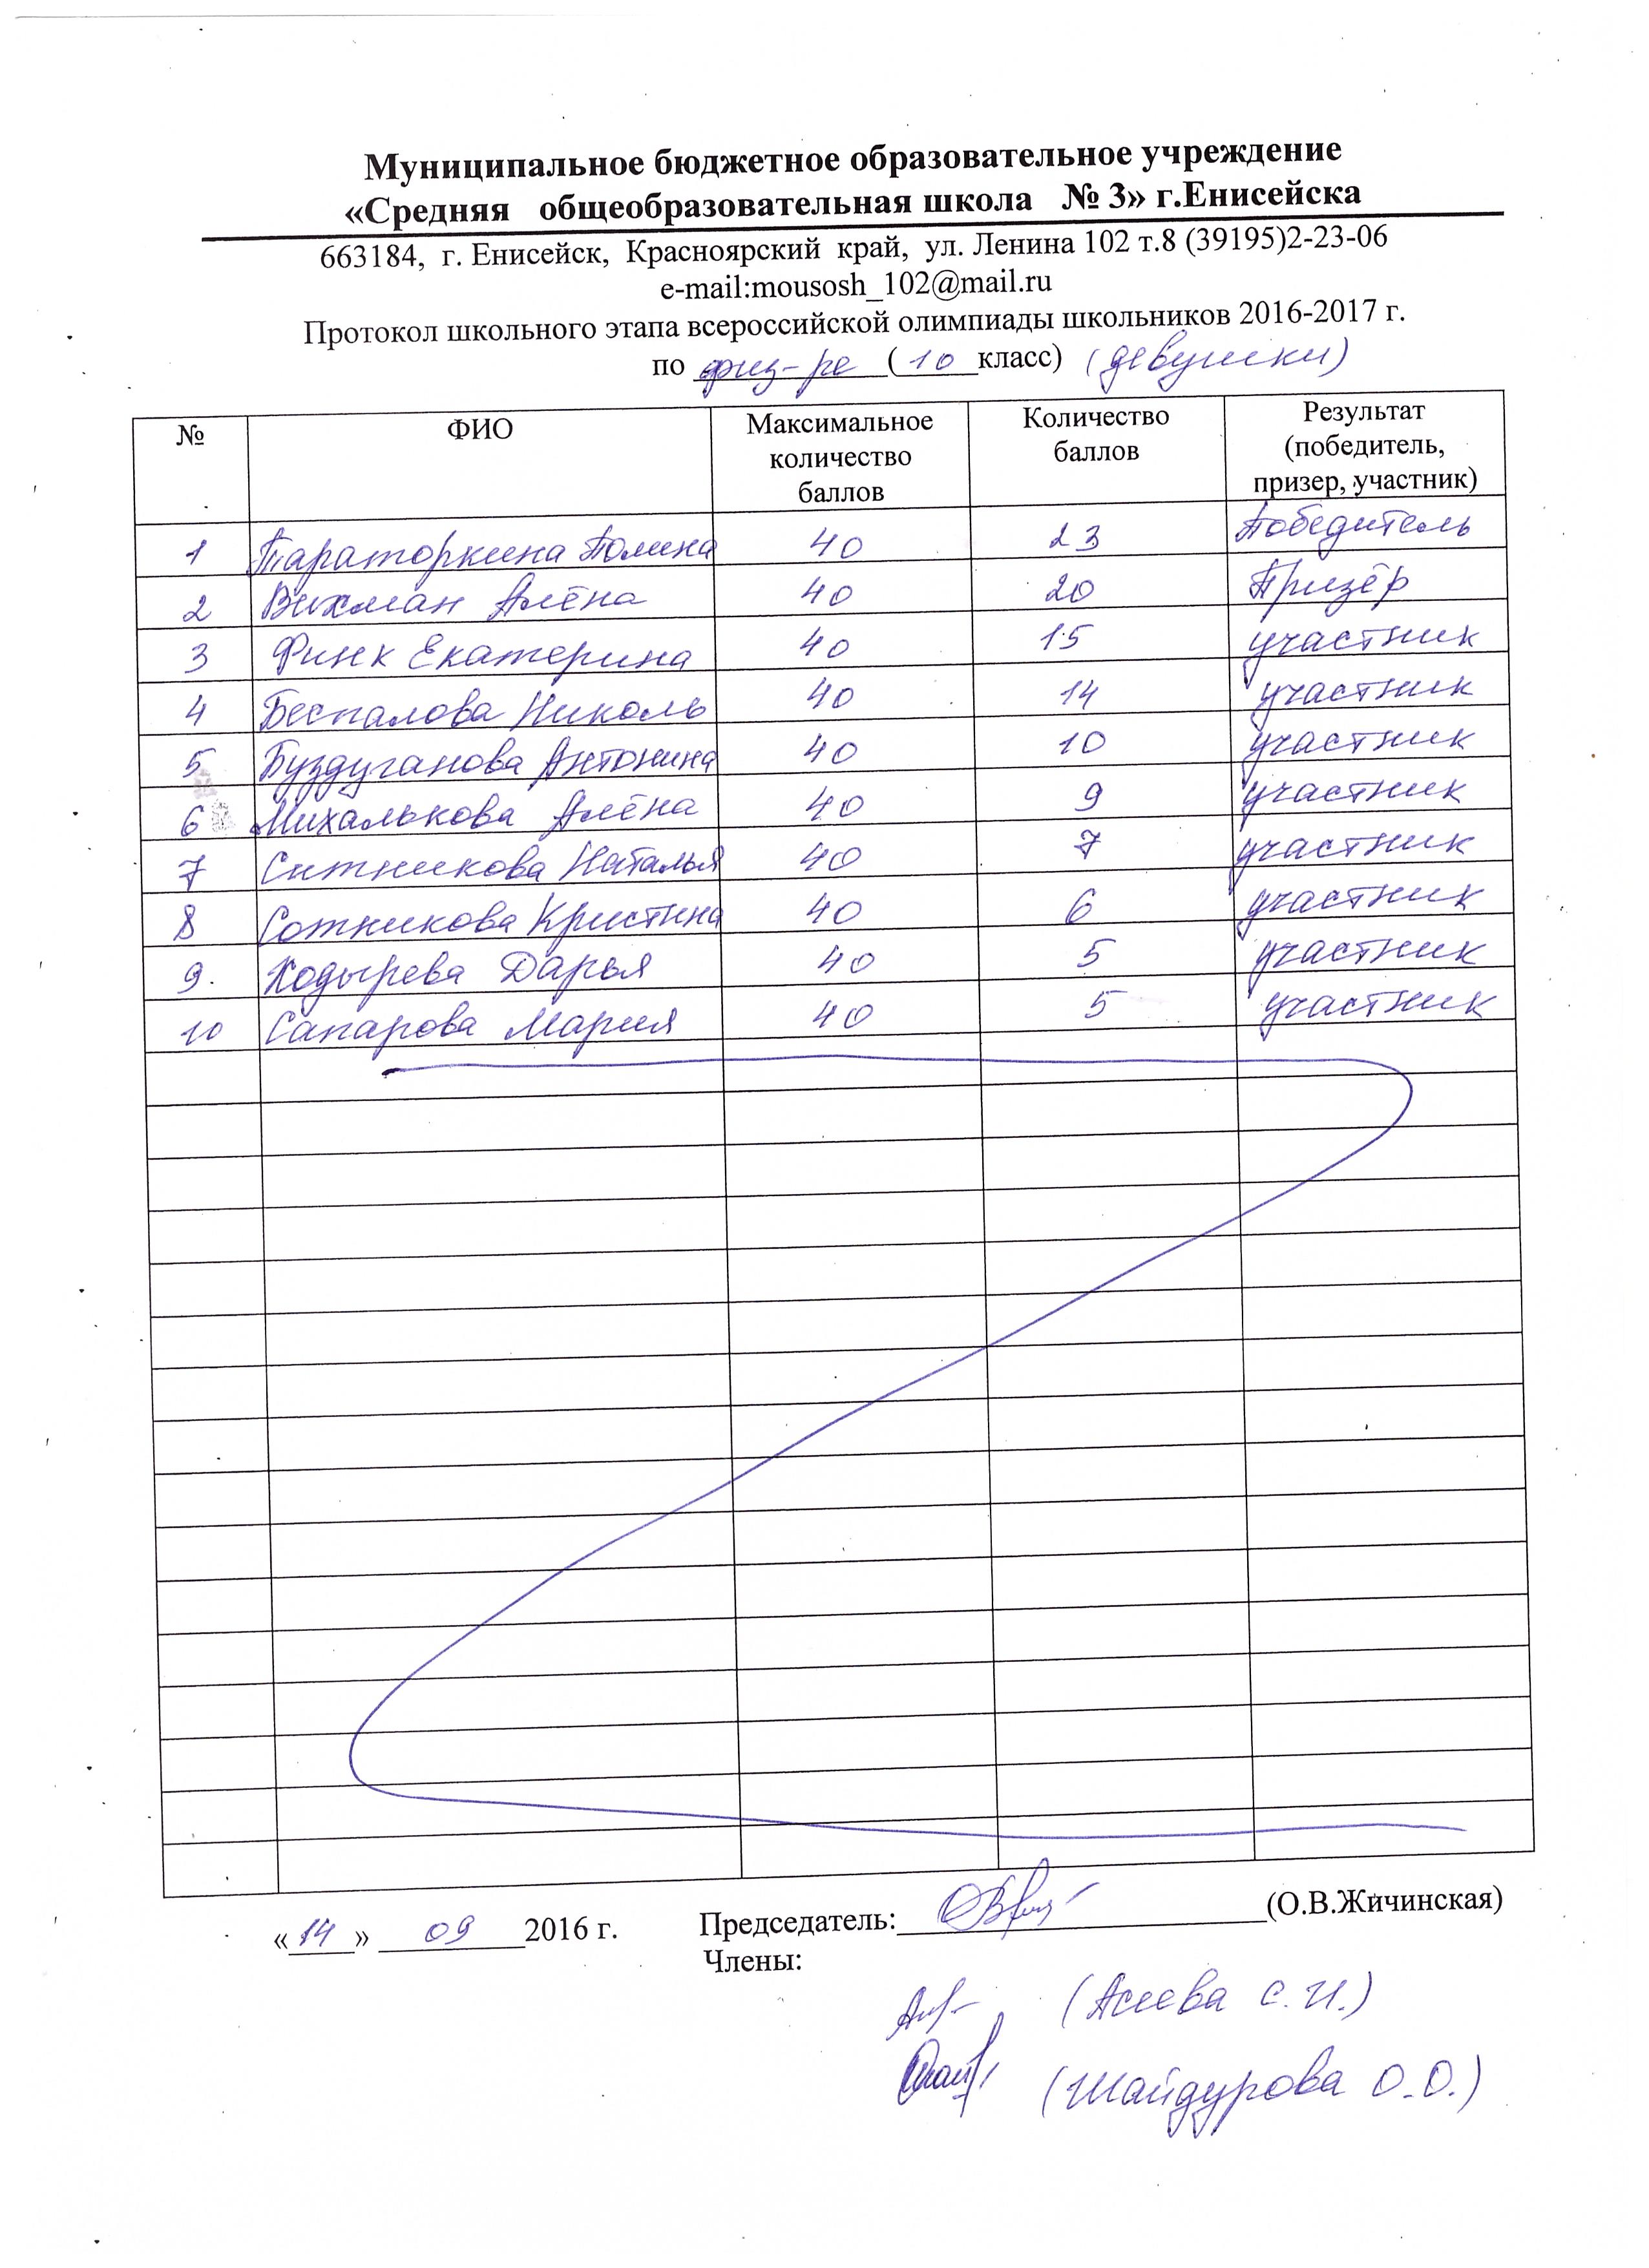 Муниципальное бюджетное образовательное учреждение
«Средняя общеобразовательная школа № 3» г.Енисейска
663184, г. Енисейск, Красноярский край, ул. Ленина 102 т.8 (39195)2-23-06
e-mail:mousosh_102@mail.ru
Протокол школьного этапа всероссийской олимпиады школьников 2016-2017 г.
по физ-ре (10 класс) (девушки)
№ ФИО Максимальное количество баллов Количество баллов Результат (победитель, призер, участник)
1 Тараторкина Полина 40 23 Победитель
2 Вихман Алёна 40 20 Призёр
3 Финк Екатерина 40 15 участник
4 Беспалова Николь 40 14 участник
5 Буздуганова Антонина 40 10 участник
6 Михалькова Алёна 40 9 участник
7 Ситникова Наталья 40 7 участник
8 Сотникова Кристина 40 6 участник
9. Ходырева Дарья 40 5 участник
10 Сапарова Мария 40 5 участник
«14» 09 2016 г. Председатель: (О.В.Жичинская)
Члены:
(Асеева С.И.)
(Шайдурова О.О.)